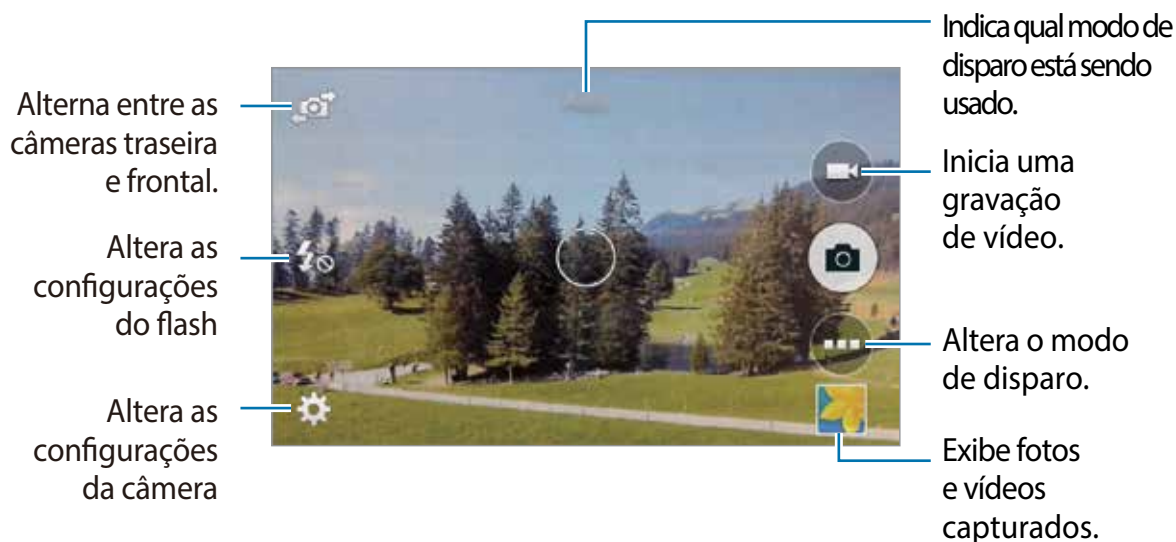 Alterna entre as
câmeras traseira
e frontal.
Altera as
configurações
do flash
Altera as
configurações
da câmera
Indica qual modo de
disparo está sendo
usado.
Inicia uma
gravação
de vídeo.
Altera o modo
de disparo.
Exibe fotos
e vídeos
capturados.